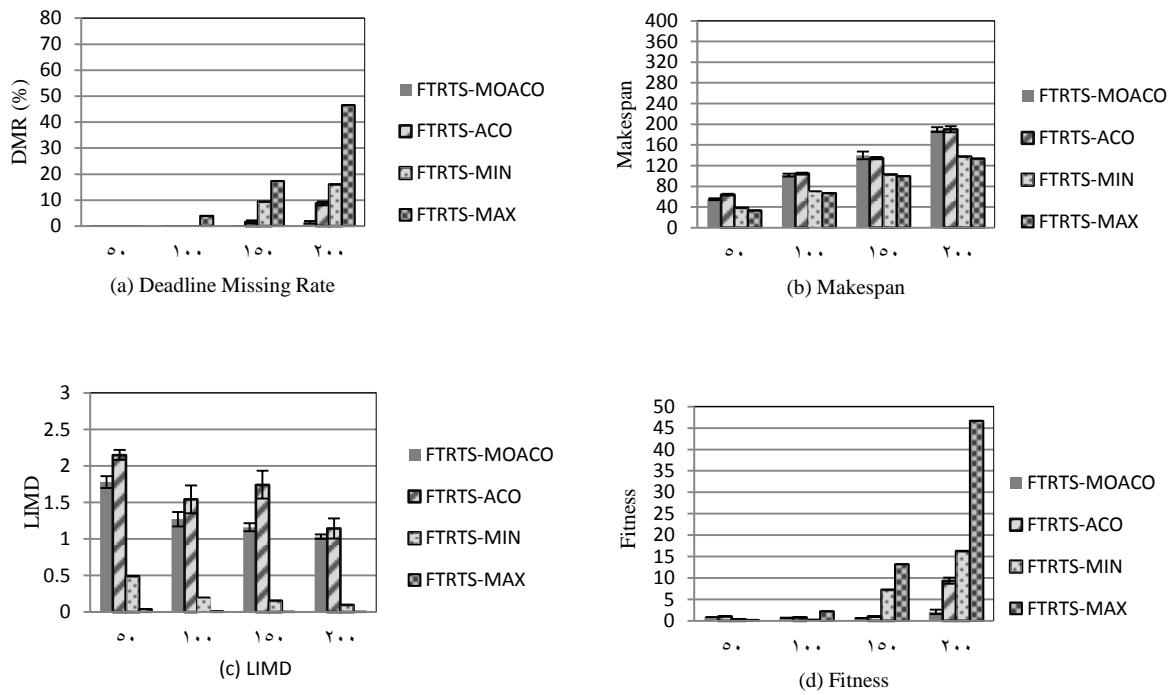 80
70
60
50
40
30
20
10
0
DMR (%)
٥٠
١٠٠
١٥٠
٢٠٠
FTRTS-MOACO
FTRTS-ACO
FTRTS-MIN
FTRTS-MAX
(a) Deadline Missing Rate
400
360
320
280
240
200
160
120
80
40
0
Makespan
٥٠
١٠٠
١٥٠
٢٠٠
FTRTS-MOACO
FTRTS-ACO
FTRTS-MIN
FTRTS-MAX
(b) Makespan
3
2.5
2
1.5
1
0.5
0
LIMD
٥٠
١٠٠
١٥٠
٢٠٠
FTRTS-MOACO
FTRTS-ACO
FTRTS-MIN
FTRTS-MAX
(c) LIMD
50
45
40
35
30
25
20
15
10
5
0
Fitness
٥٠
١٠٠
١٥٠
٢٠٠
FTRTS-MOACO
FTRTS-ACO
FTRTS-MIN
FTRTS-MAX
(d) Fitness